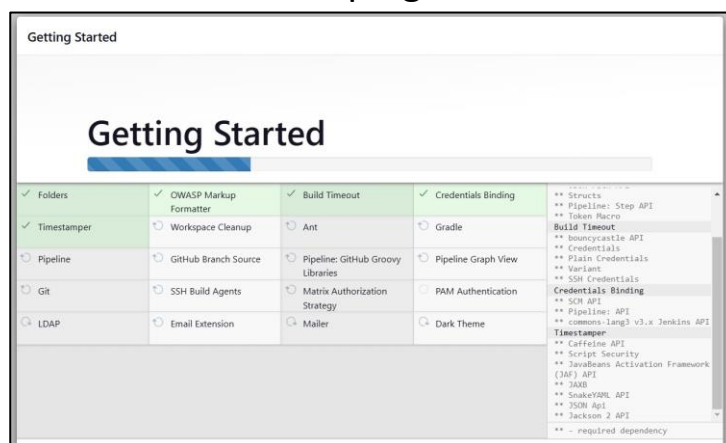 Getting Started
Getting Started
Folders
OWASP Markup
Formatter
Build Timeout
Credentials Binding
Timestamper
Workspace Cleanup
Ant
Gradle
Pipeline
GitHub Branch Source
Pipeline: GitHub Groovy
Libraries
Pipeline Graph View
Git
SSH Build Agents
Matrix Authorization
Strategy
PAM Authentication
LDAP
Email Extension
Mailer
Dark Theme
** Structs
** Pipeline: Step API
** Token Macro
Build Timeout
** bouncycastle API
** Credentials
** Plain Credentials
** Variant
** SSH Credentials
Credentials Binding
** SCM API
** Pipeline: API
** commons-lang3 v3.x Jenkins API
Timestamper
** Caffeine API
** Script Security
** JavaBeans Activation Framework
(JAF) API
** JAXB
** SnakeYAML API
** JSON Api
** Jackson 2 API
** - required dependency